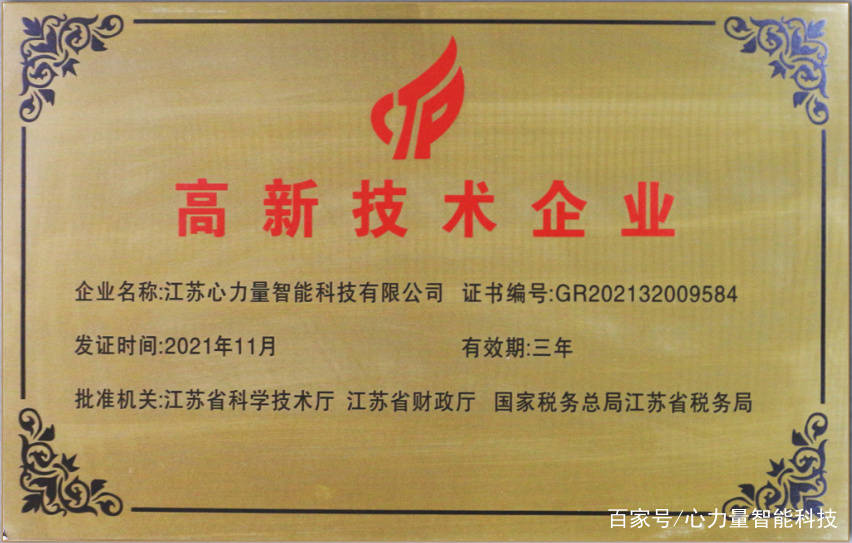 高新技术企业
企业名称:江苏心力量智能科技有限公司 证书编号:GR202132009584
发证时间:2021年11月 有效期:三年
批准机关:江苏省科学技术厅 江苏省财政厅 国家税务总局江苏省税务局
百家号/心力量智能科技